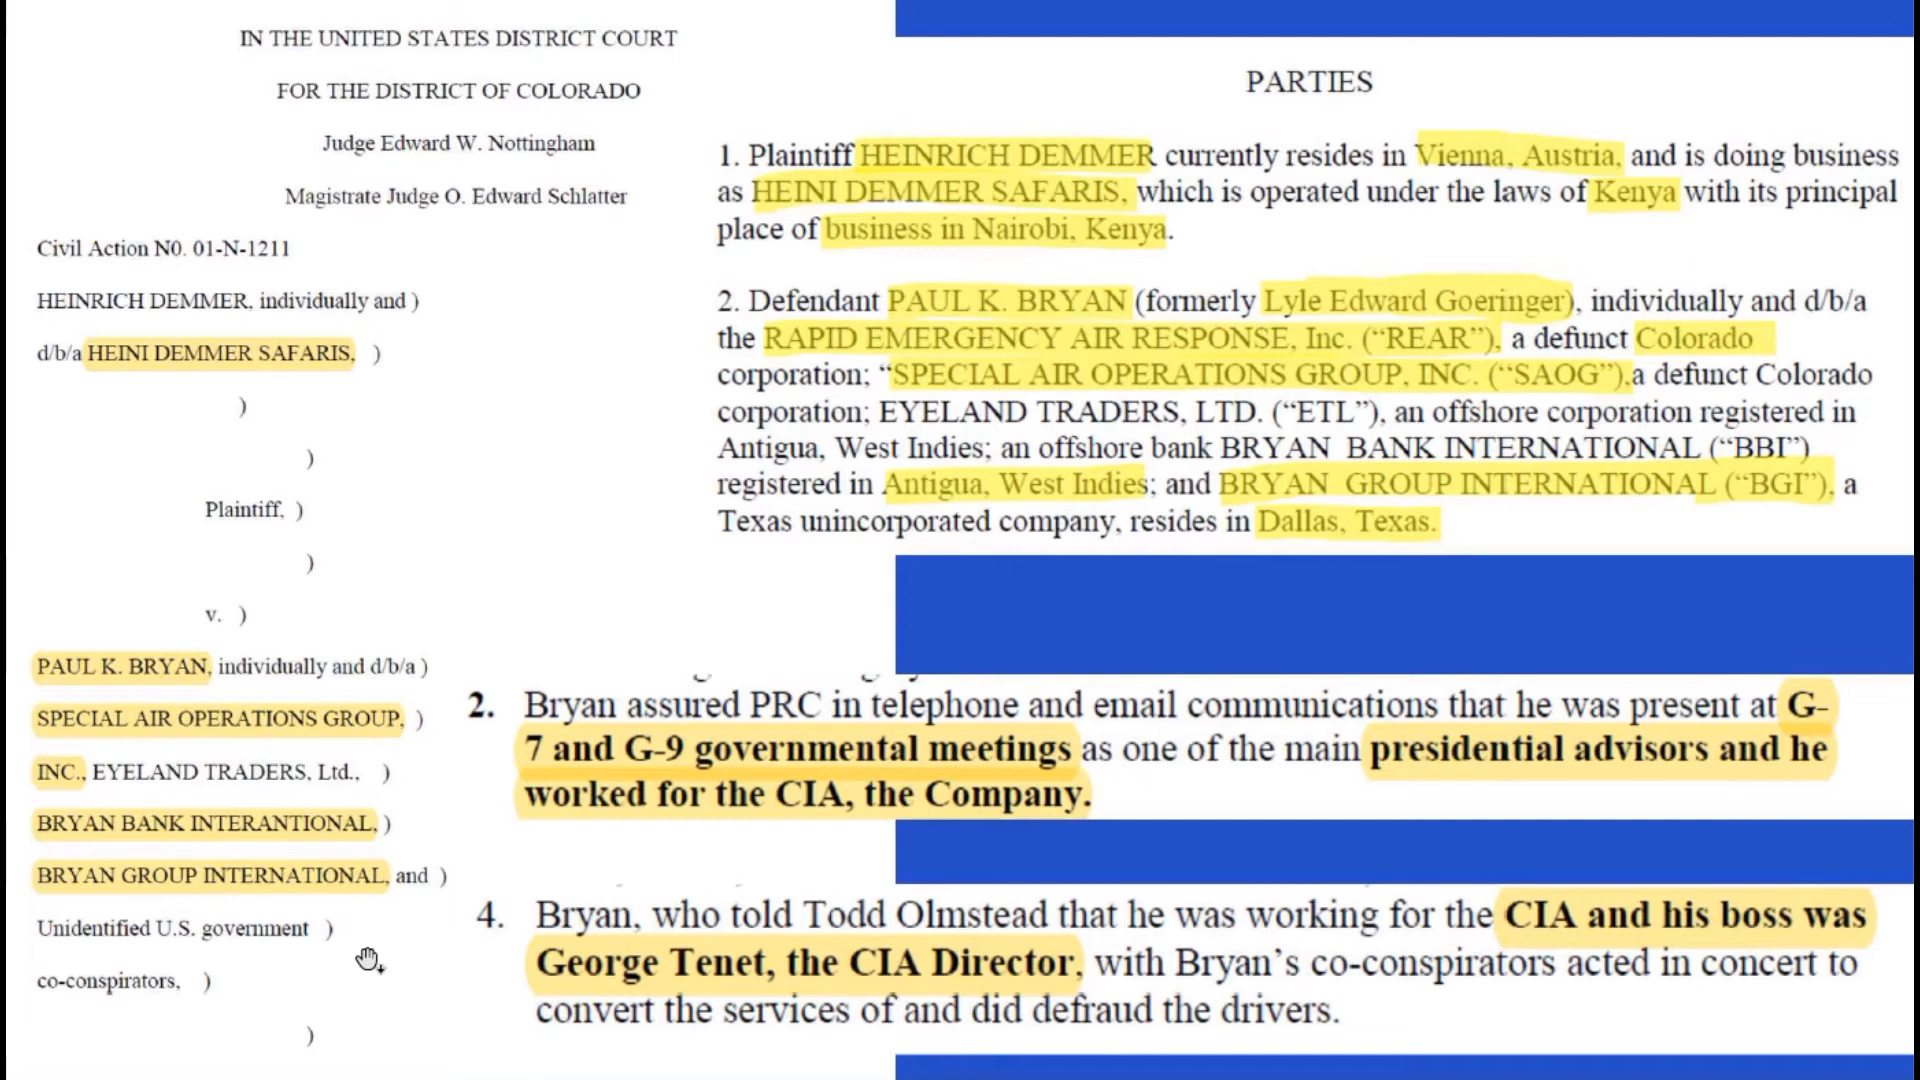 IN THE UNITED STATES DISTRICT COURT
FOR THE DISTRICT OF COLORADO
Judge Edward W. Nottingham
Magistrate Judge O. Edward Schlatter
Civil Action N0. 01-N-1211
HEINRICH DEMMER, individually and )
d/b/a HEINI DEMMER SAFARIS, )
)
)
Plaintiff, )
)
v. )
PAUL K. BRYAN, individually and d/b/a )
SPECIAL AIR OPERATIONS GROUP, )
INC., EYELAND TRADERS, Ltd., )
BRYAN BANK INTERANTIONAL, )
BRYAN GROUP INTERNATIONAL, and )
Unidentified U.S. government )
co-conspirators, )
)
PARTIES
1. Plaintiff HEINRICH DEMMER currently resides in Vienna, Austria, and is doing business
as HEINI DEMMER SAFARIS, which is operated under the laws of Kenya with its principal
place of business in Nairobi, Kenya.
2. Defendant PAUL K. BRYAN (formerly Lyle Edward Goeringer), individually and d/b/a
the RAPID EMERGENCY AIR RESPONSE, Inc. (“REAR”), a defunct Colorado
corporation; “SPECIAL AIR OPERATIONS GROUP, INC. (“SAOG”),a defunct Colorado
corporation; EYELAND TRADERS, LTD. (“ETL”), an offshore corporation registered in
Antigua, West Indies; an offshore bank BRYAN BANK INTERNATIONAL (“BBI”)
registered in Antigua, West Indies; and BRYAN GROUP INTERNATIONAL (“BGI”), a
Texas unincorporated company, resides in Dallas, Texas.
2. Bryan assured PRC in telephone and email communications that he was present at G-
7 and G-9 governmental meetings as one of the main presidential advisors and he
worked for the CIA, the Company.
4. Bryan, who told Todd Olmstead that he was working for the CIA and his boss was
George Tenet, the CIA Director, with Bryan’s co-conspirators acted in concert to
convert the services of and did defraud the drivers.